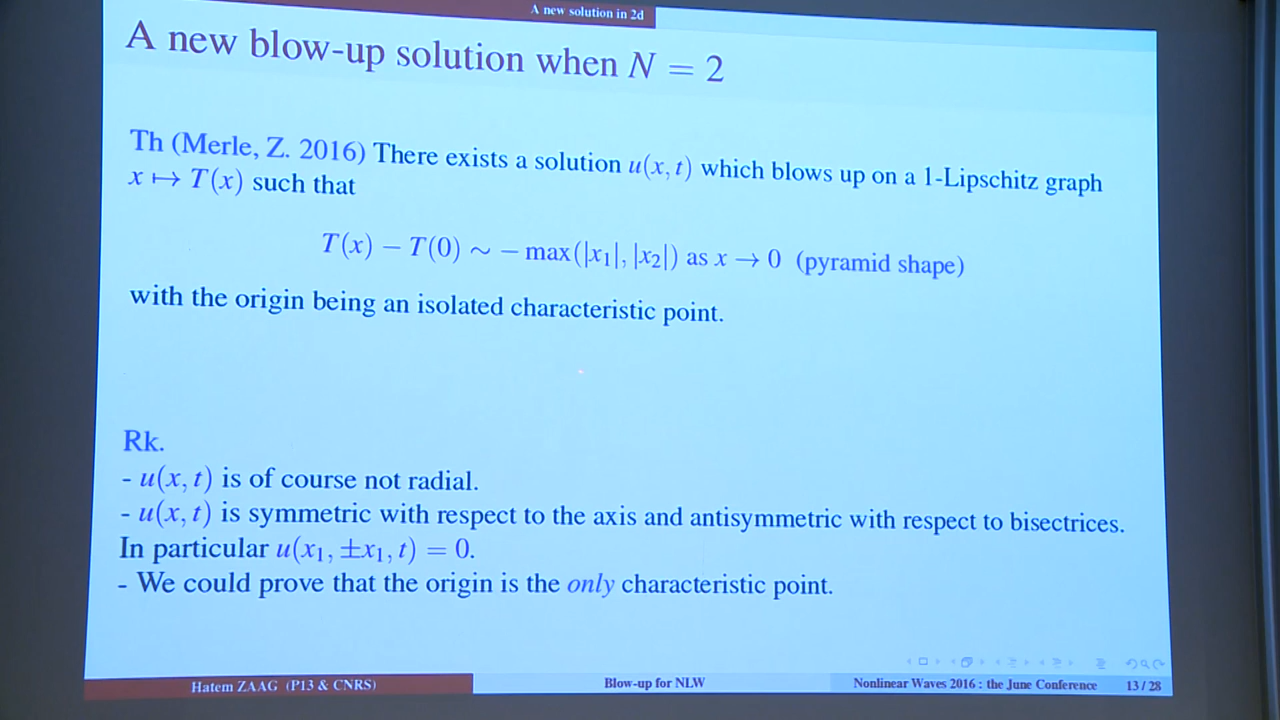 A new solution in 2d
A new blow-up solution when N = 2
Th (Merle, Z. 2016) There exists a solution u(x, t) which blows up on a 1-Lipschitz graph
x ↦ T(x) such that
T(x) − T(0) ∼ − max(|x₁|, |x₂|) as x → 0 (pyramid shape)
with the origin being an isolated characteristic point.
Rk.
- u(x, t) is of course not radial.
- u(x, t) is symmetric with respect to the axis and antisymmetric with respect to bisectrices.
In particular u(x₁, ±x₁, t) = 0.
- We could prove that the origin is the only characteristic point.
Hatem ZAAG (P13 & CNRS)
Blow-up for NLW
Nonlinear Waves 2016 : the June Conference
13 / 28